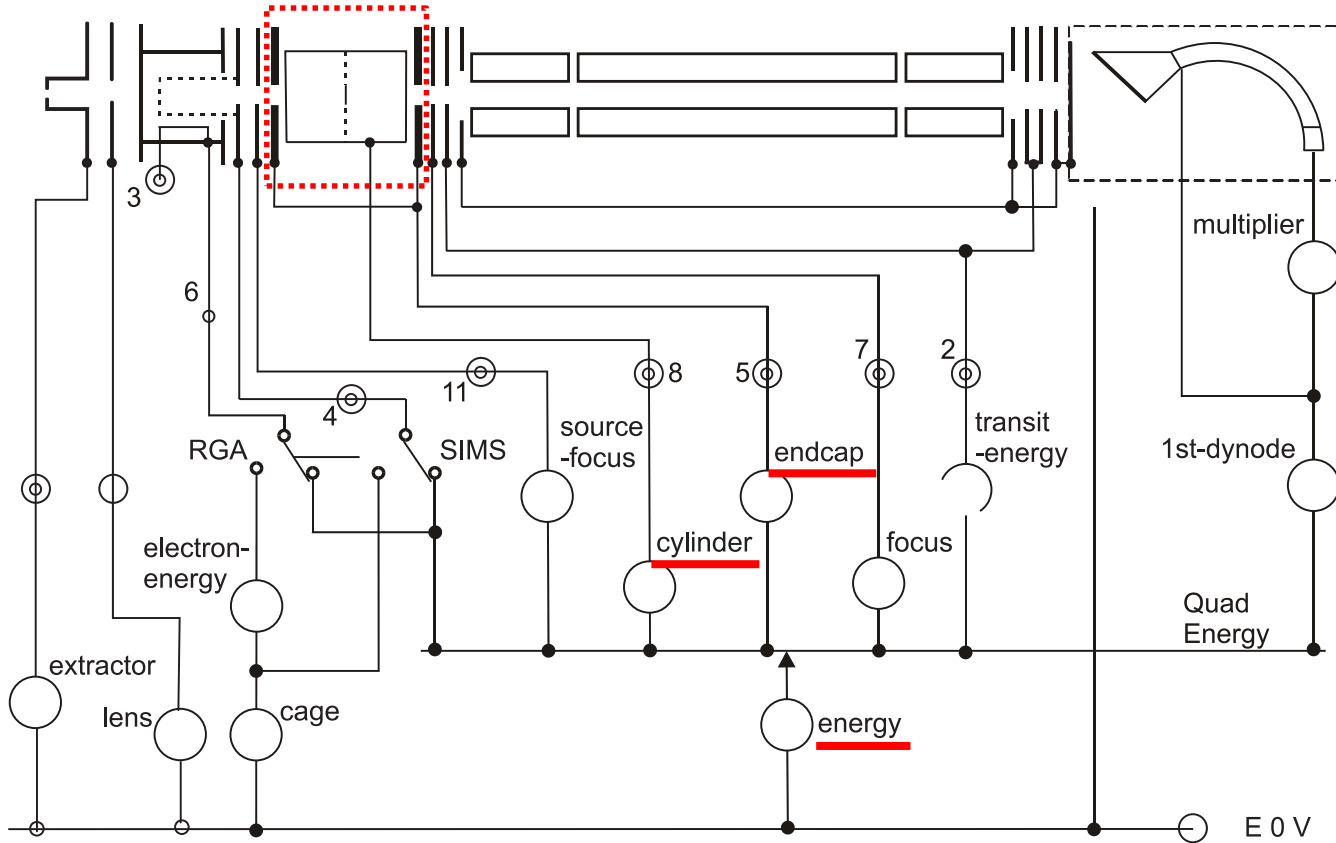 3
multiplier
6
7
2
8
5
11
4
transit
-energy
source
-focus
RGA
SIMS
endcap
1st-dynode
electron-
energy
cylinder
focus
Quad
Energy
extractor
lens
cage
energy
E 0 V